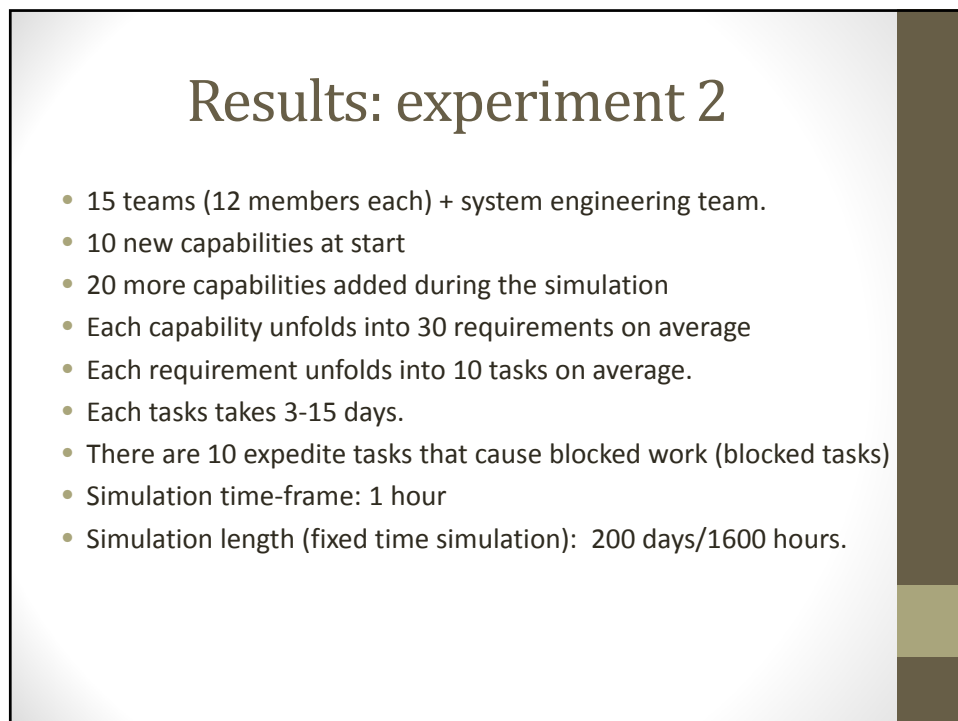 Results: experiment 2
• 15 teams (12 members each) + system engineering team.
• 10 new capabilities at start
• 20 more capabilities added during the simulation
• Each capability unfolds into 30 requirements on average
• Each requirement unfolds into 10 tasks on average.
• Each tasks takes 3-15 days.
• There are 10 expedite tasks that cause blocked work (blocked tasks)
• Simulation time-frame: 1 hour
• Simulation length (fixed time simulation):  200 days/1600 hours.